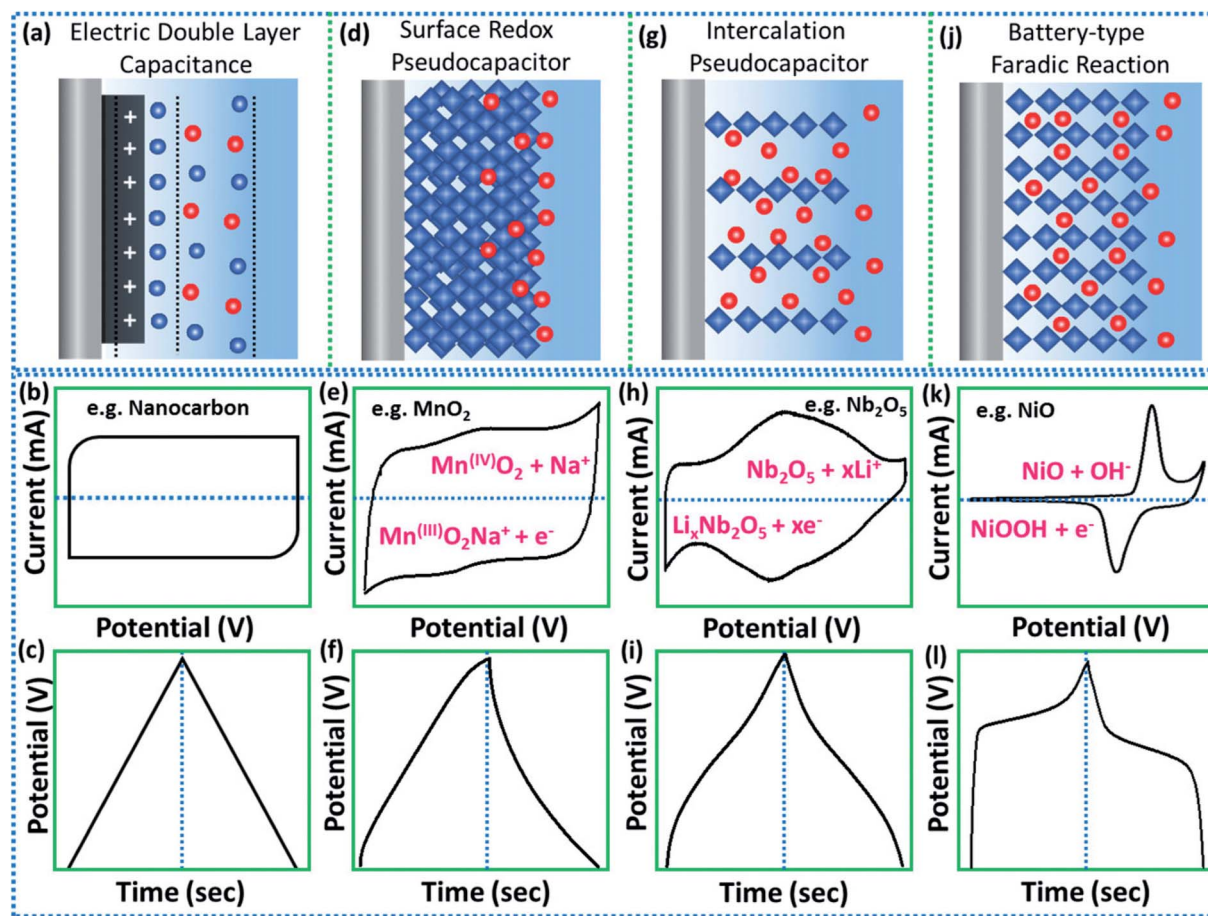 (a) Electric Double Layer
Capacitance
(d) Surface Redox
Pseudocapacitor
(g) Intercalation
Pseudocapacitor
(j) Battery-type
Faradic Reaction
+
+
+
+
+
+
+
(b)
e.g. Nanocarbon
Current (mA)
Potential (V)
(e)
e.g. MnO₂
Mn⁽ᴵⱽ⁾O₂ + Na⁺
Mn⁽ᴵᴵᴵ⁾O₂Na⁺ + e⁻
Current (mA)
Potential (V)
(h)
e.g. Nb₂O₅
Nb₂O₅ + xLi⁺
LiₓNb₂O₅ + xe⁻
Current (mA)
Potential (V)
(k)
e.g. NiO
NiO + OH⁻
NiOOH + e⁻
Current (mA)
Potential (V)
(c)
Potential (V)
Time (sec)
(f)
Potential (V)
Time (sec)
(i)
Potential (V)
Time (sec)
(l)
Potential (V)
Time (sec)